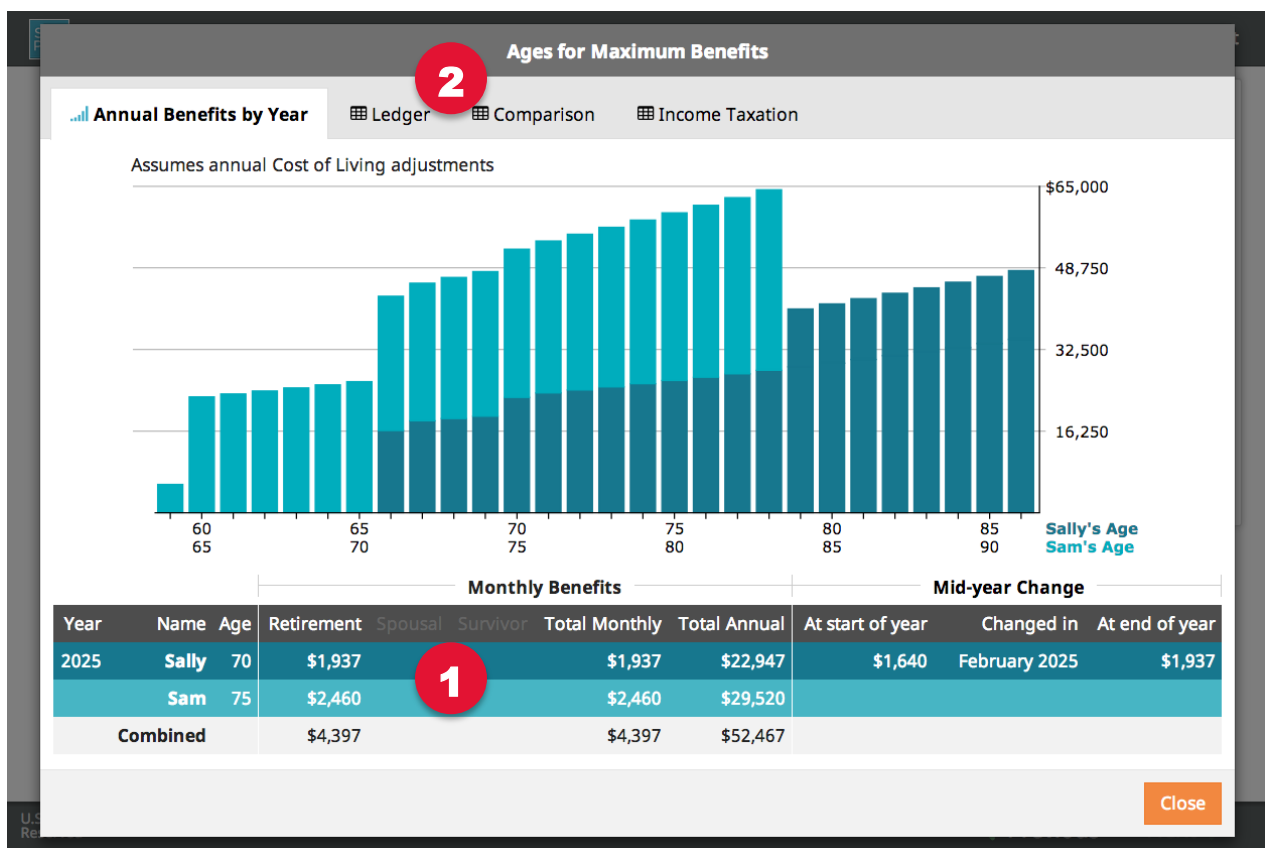 Ages for Maximum Benefits
2
Annual Benefits by Year Ledger Comparison Income Taxation
Assumes annual Cost of Living adjustments
$65,000
48,750
32,500
16,250
60 65 70 75 80 85 Sally's Age
65 70 75 80 85 90 Sam's Age
Monthly Benefits Mid-year Change
Year Name Age Retirement Spousal Survivor Total Monthly Total Annual At start of year Changed in At end of year
2025 Sally 70 $1,937 $1,937 $22,947 $1,640 February 2025 $1,937
1
Sam 75 $2,460 $2,460 $29,520
Combined $4,397 $4,397 $52,467
Close